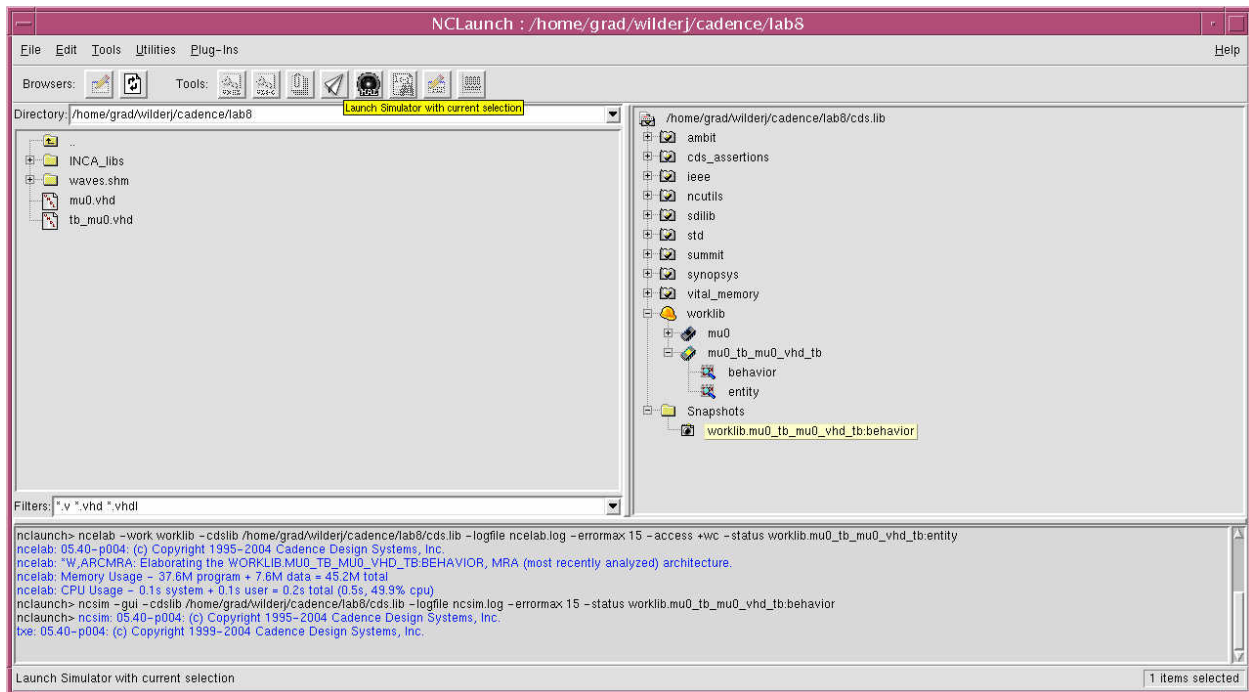 NCLaunch : /home/grad/wilderj/cadence/lab8
File Edit Tools Utilities Plug-Ins Help
Browsers: Tools:
Launch Simulator with current selection
Directory: /home/grad/wilderj/cadence/lab8
..
INCA_libs
waves.shm
mu0.vhd
tb_mu0.vhd
Filters: *.v *.vhd *.vhdl
/home/grad/wilderj/cadence/lab8/cds.lib
ambit
cds_assertions
ieee
ncutils
sdilib
std
summit
synopsys
vital_memory
worklib
mu0
mu0_tb_mu0_vhd_tb
behavior
entity
Snapshots
worklib.mu0_tb_mu0_vhd_tb:behavior
nclaunch> ncelab -work worklib -cdslib /home/grad/wilderj/cadence/lab8/cds.lib -logfile ncelab.log -errormax 15 -access +wc -status worklib.mu0_tb_mu0_vhd_tb:entity
ncelab: 05.40-p004: (c) Copyright 1995-2004 Cadence Design Systems, Inc.
ncelab: *W,ARCMRA: Elaborating the WORKLIB.MU0_TB_MU0_VHD_TB:BEHAVIOR, MRA (most recently analyzed) architecture.
ncelab: Memory Usage - 37.6M program + 7.6M data = 45.2M total
ncelab: CPU Usage - 0.1s system + 0.1s user = 0.2s total (0.5s, 49.9% cpu)
nclaunch> ncsim -gui -cdslib /home/grad/wilderj/cadence/lab8/cds.lib -logfile ncsim.log -errormax 15 -status worklib.mu0_tb_mu0_vhd_tb:behavior
nclaunch> ncsim: 05.40-p004: (c) Copyright 1995-2004 Cadence Design Systems, Inc.
txe: 05.40-p004: (c) Copyright 1999-2004 Cadence Design Systems, Inc.
Launch Simulator with current selection 1 items selected